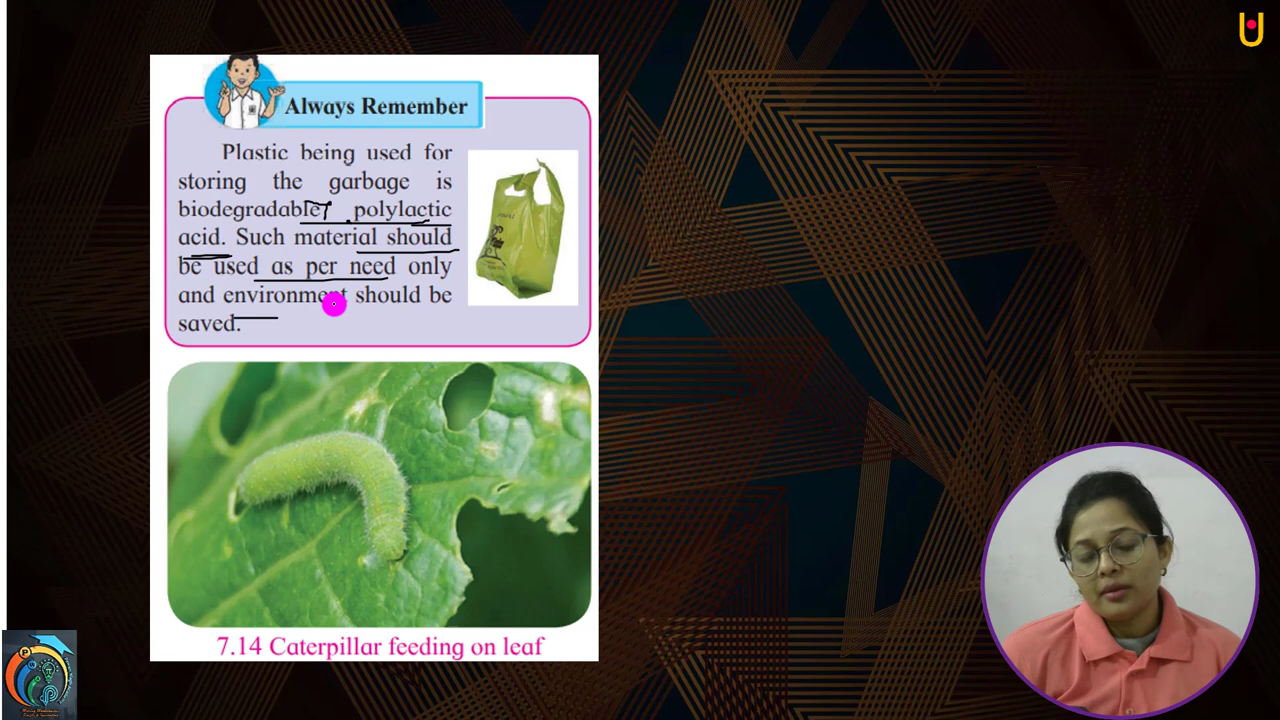 Always Remember
Plastic being used for
storing the garbage is
biodegradable polylactic
acid. Such material should
be used as per need only
and environment should be
saved.
7.14 Caterpillar feeding on leaf